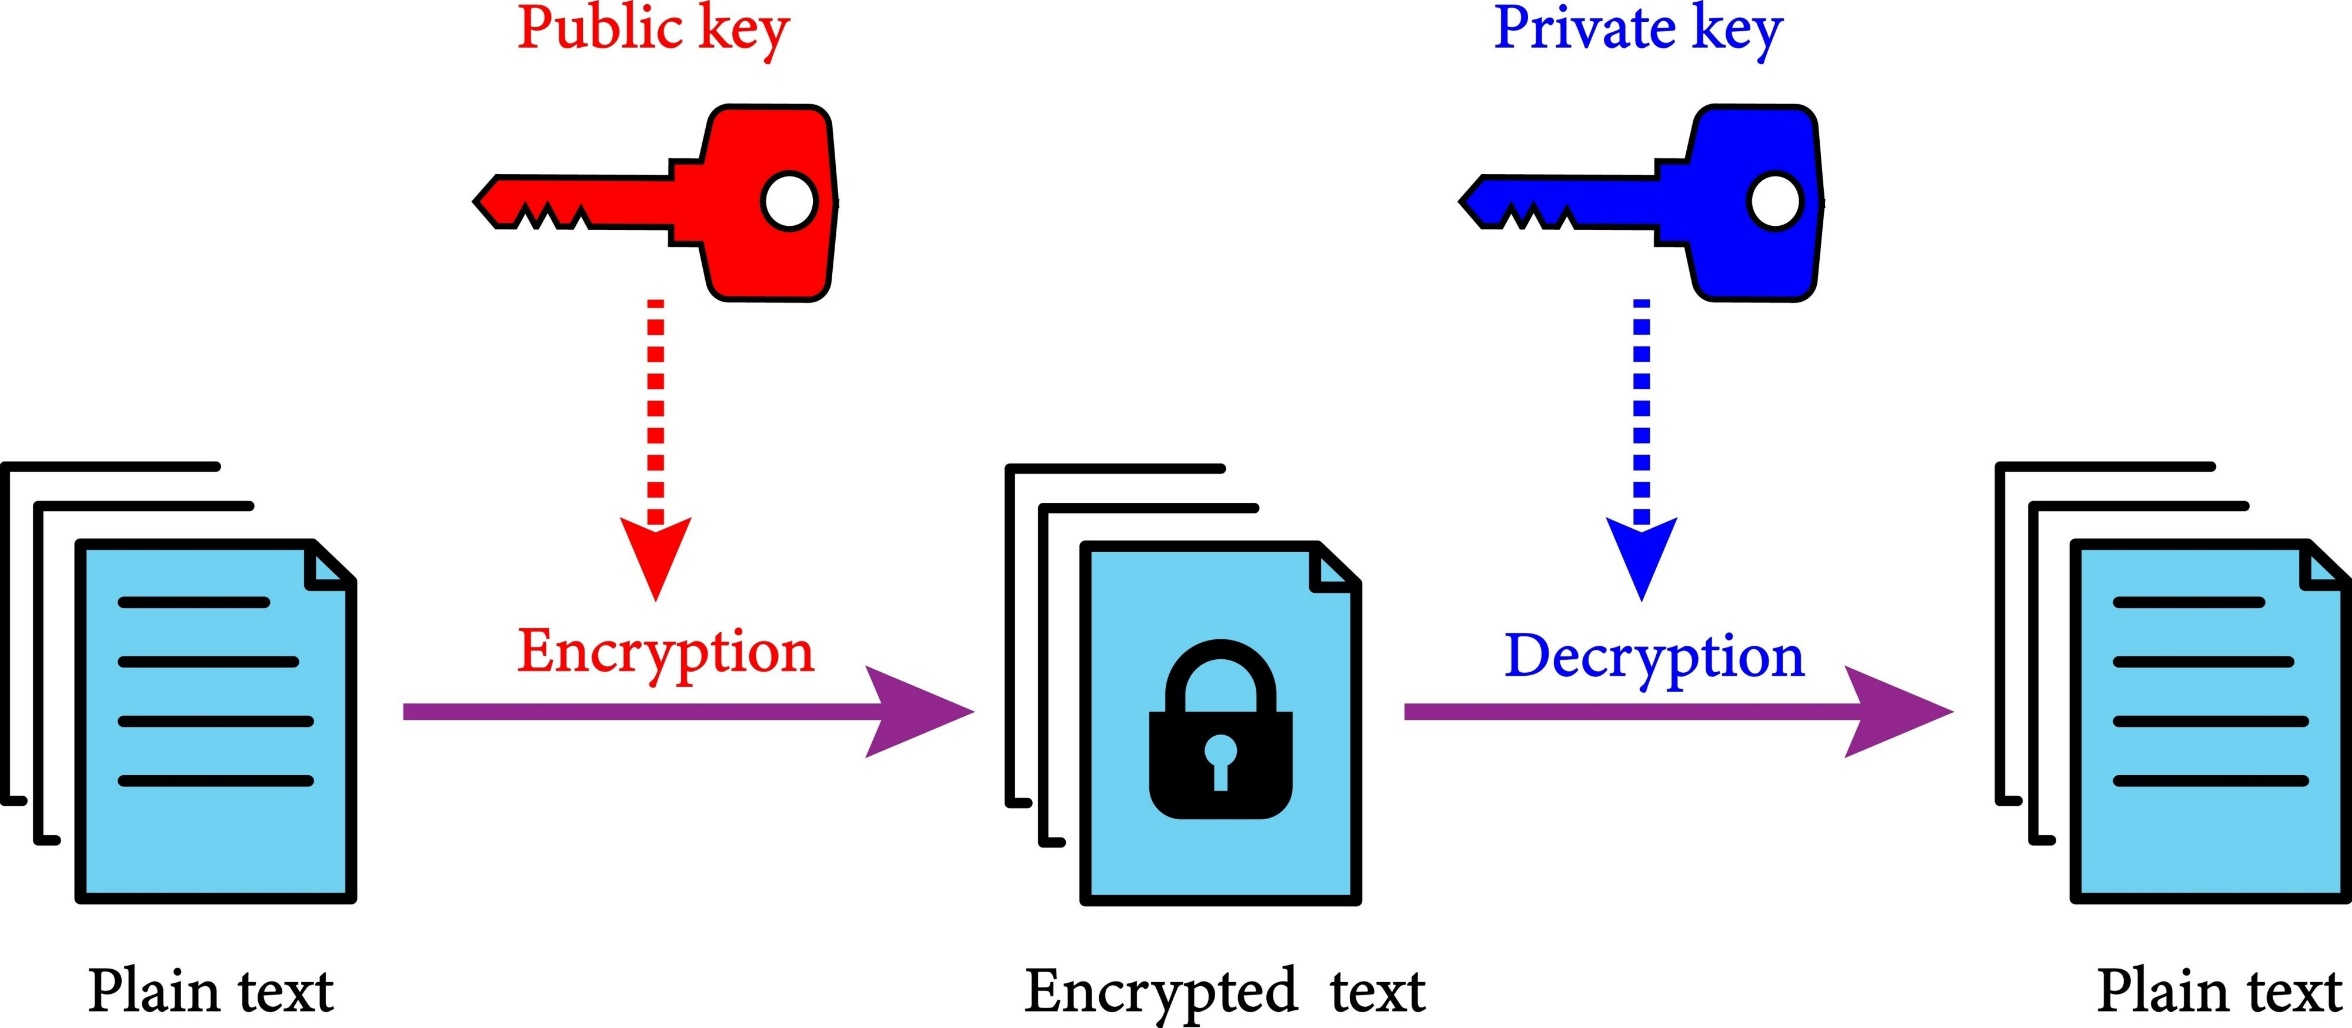 Public key
Private key
Encryption
Decryption
Plain text
Encrypted text
Plain text